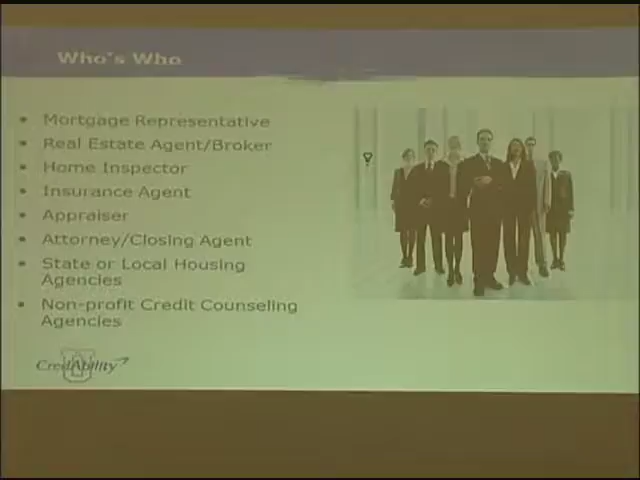 Who's Who
• Mortgage Representative
• Real Estate Agent/Broker
• Home Inspector
• Insurance Agent
• Appraiser
• Attorney/Closing Agent
• State or Local Housing
Agencies
• Non-profit Credit Counseling
Agencies
CredAbility
U